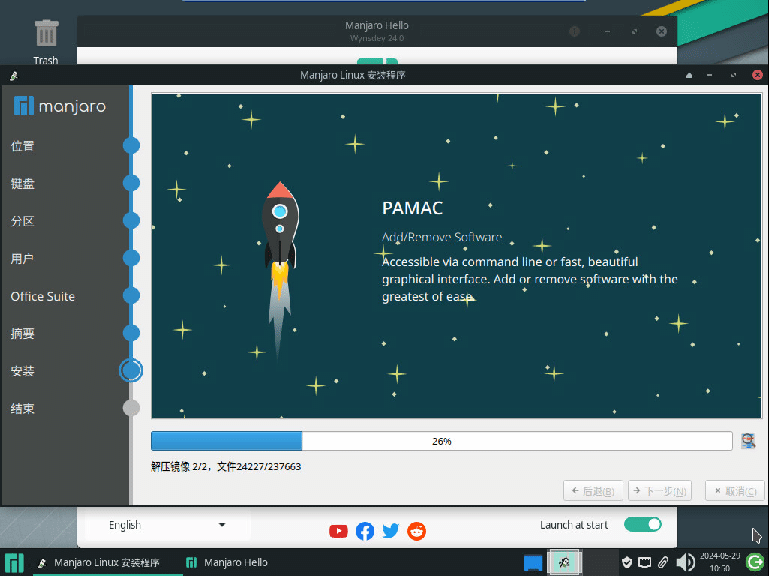 Manjaro Hello
Wynsdev 24.0
Trash
Manjaro Linux 安装程序
manjaro
位置
键盘
分区
用户
Office Suite
摘要
安装
结束
PAMAC
Add/Remove Software
Accessible via command line or fast, beautiful
graphical interface. Add or remove software with the
greatest of ease.
26%
解压镜像 2/2，文件24227/237663
后退(B)
下一步(N)
取消(C)
English
Launch at start
Manjaro Linux 安装程序
Manjaro Hello
2024-05-29
10:50